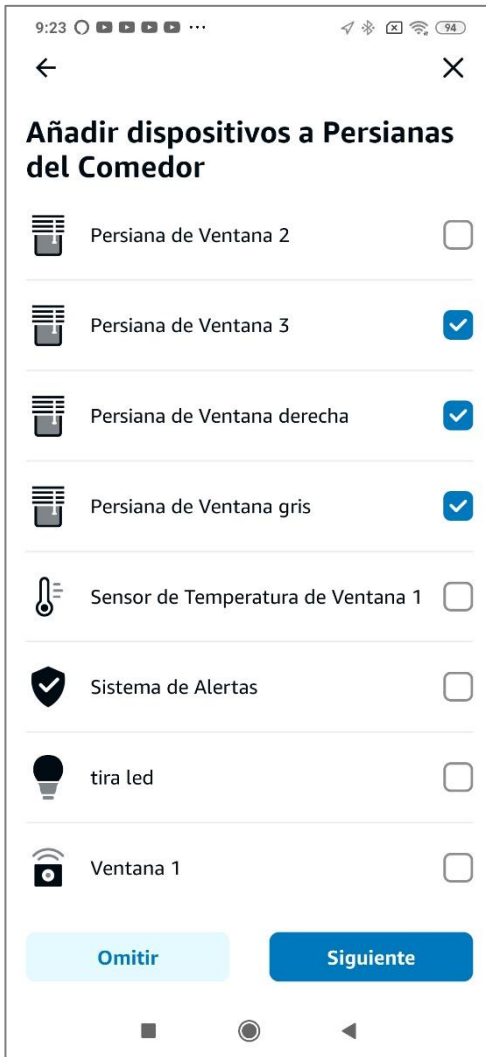 9:23
94
Añadir dispositivos a Persianas
del Comedor
Persiana de Ventana 2
Persiana de Ventana 3
Persiana de Ventana derecha
Persiana de Ventana gris
Sensor de Temperatura de Ventana 1
Sistema de Alertas
tira led
Ventana 1
Omitir
Siguiente